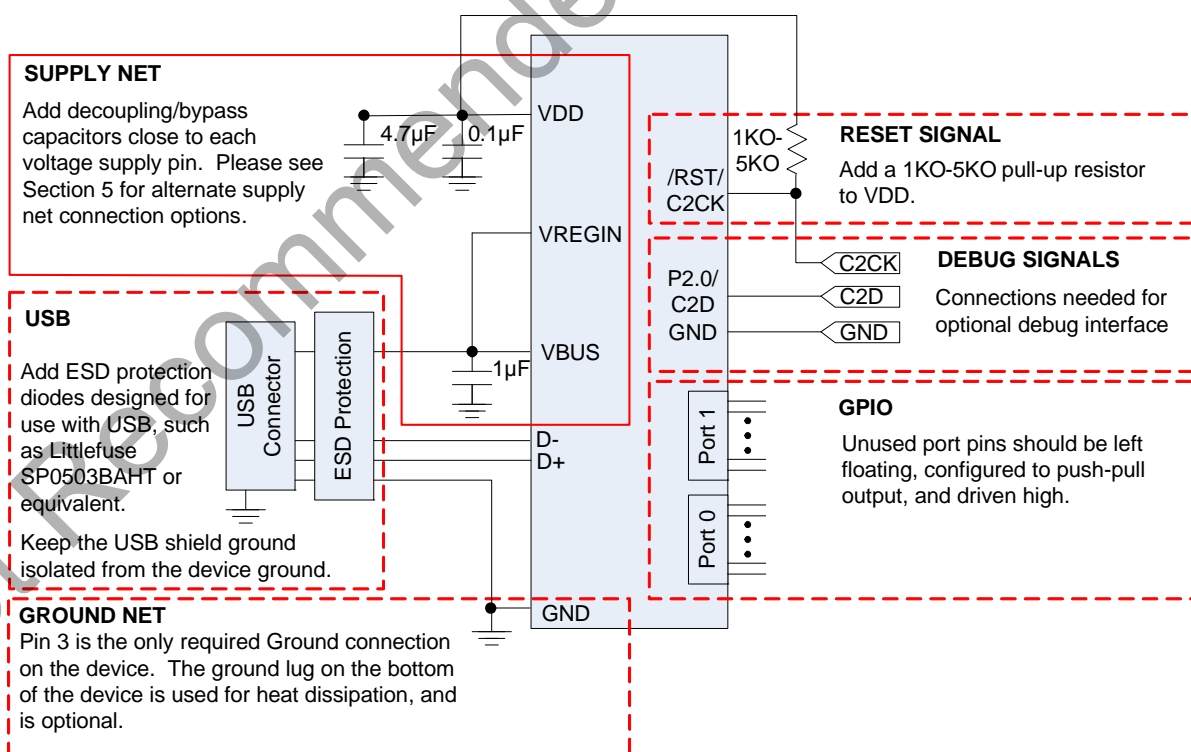 SUPPLY NET
Add decoupling/bypass
capacitors close to each
voltage supply pin.  Please see
Section 5 for alternate supply
net connection options.
4.7µF
0.1µF
VDD
VREGIN
VBUS
1µF
D-
D+
GND
1KO-
5KO
/RST/
C2CK
P2.0/
C2D
GND
RESET SIGNAL
Add a 1KO-5KO pull-up resistor
to VDD.
C2CK
C2D
GND
DEBUG SIGNALS
Connections needed for
optional debug interface
USB
Add ESD protection
diodes designed for
use with USB, such
as Littlefuse
SP0503BAHT or
equivalent.
Keep the USB shield ground
isolated from the device ground.
USB
Connector
ESD Protection
Port 1
Port 0
GPIO
Unused port pins should be left
floating, configured to push-pull
output, and driven high.
GROUND NET
Pin 3 is the only required Ground connection
on the device.  The ground lug on the bottom
of the device is used for heat dissipation, and
is optional.
t Recommende